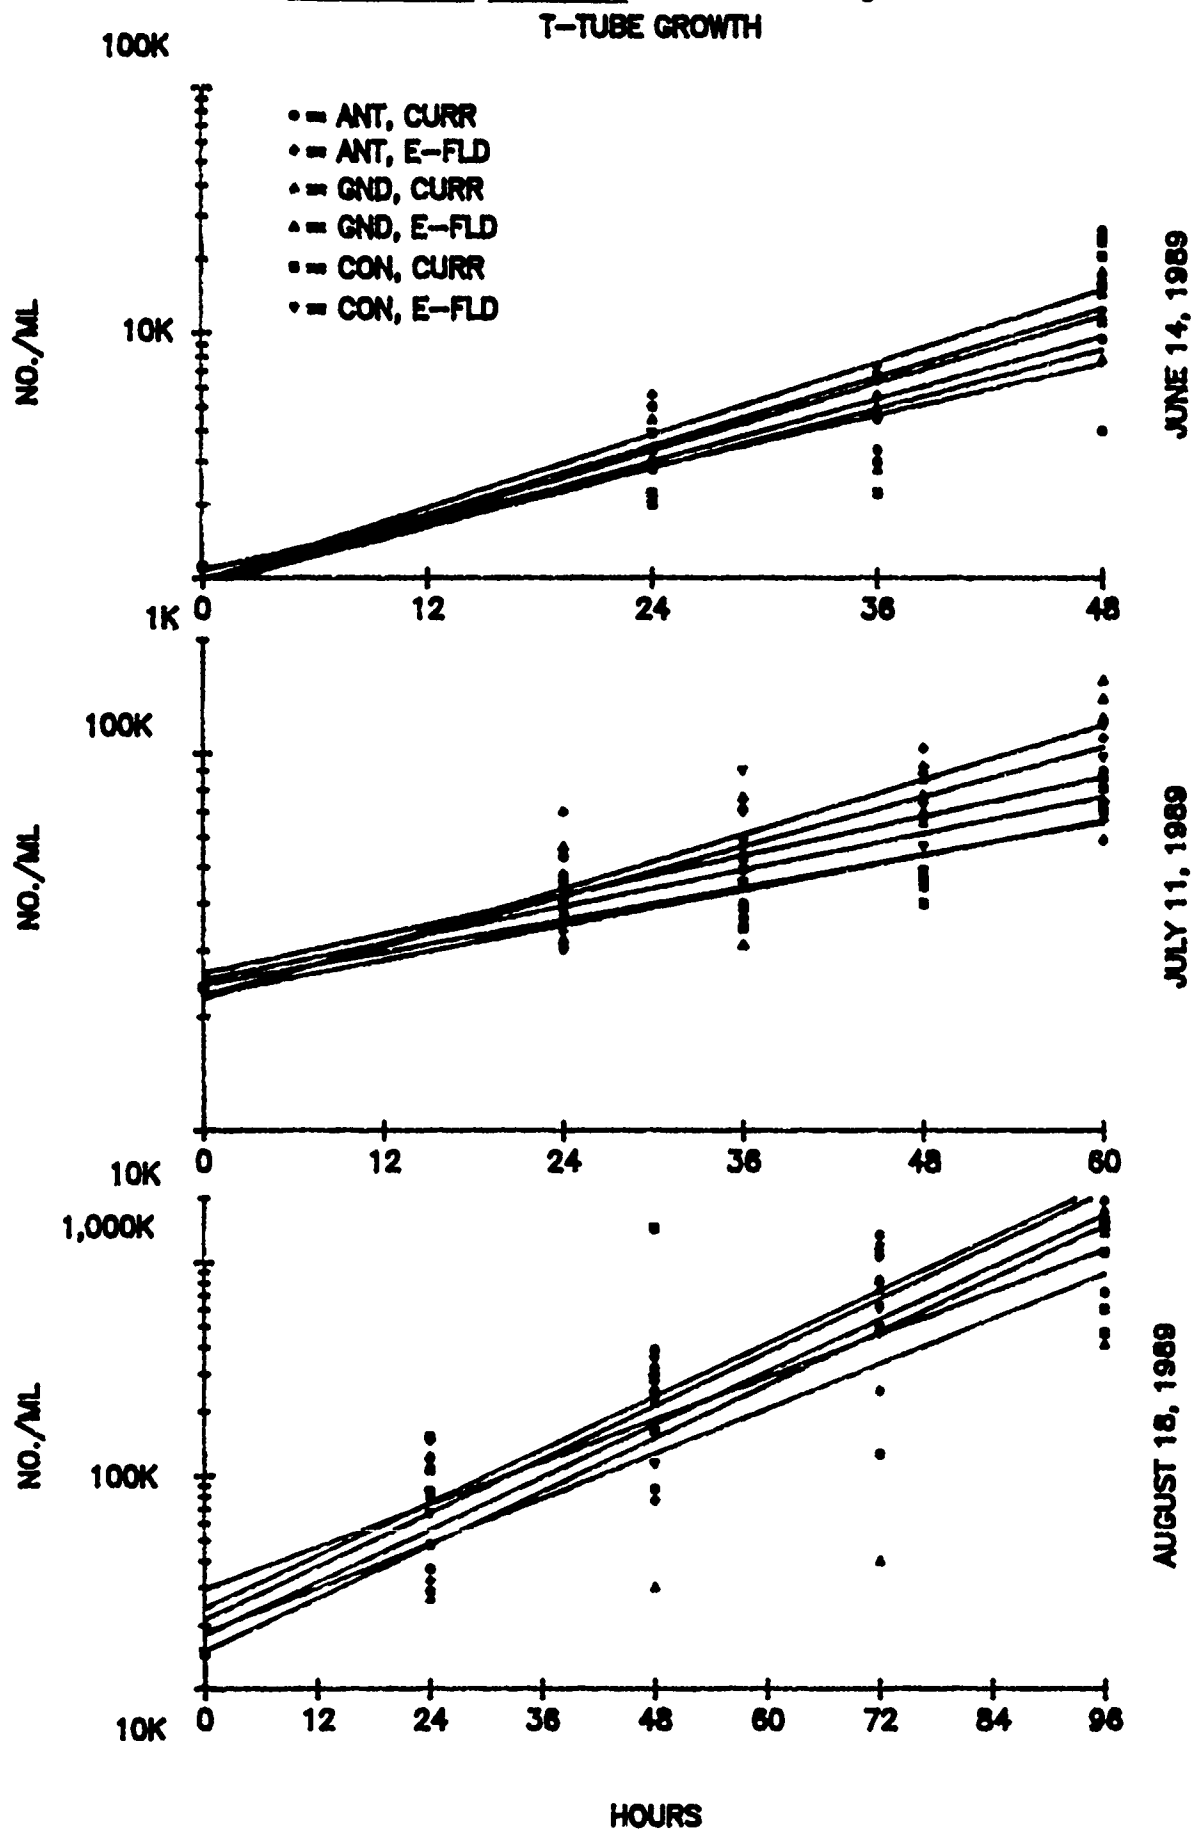 T-TUBE GROWTH
100K
• = ANT, CURR
♦ = ANT, E-FLD
▲ = GND, CURR
▲ = GND, E-FLD
■ = CON, CURR
▼ = CON, E-FLD
10K
NO./ML
JUNE 14, 1989
1K 0 12 24 36 48
100K
NO./ML
JULY 11, 1989
10K 0 12 24 36 48 60
1,000K
NO./ML
100K
AUGUST 18, 1989
10K 0 12 24 36 48 60 72 84 96
HOURS